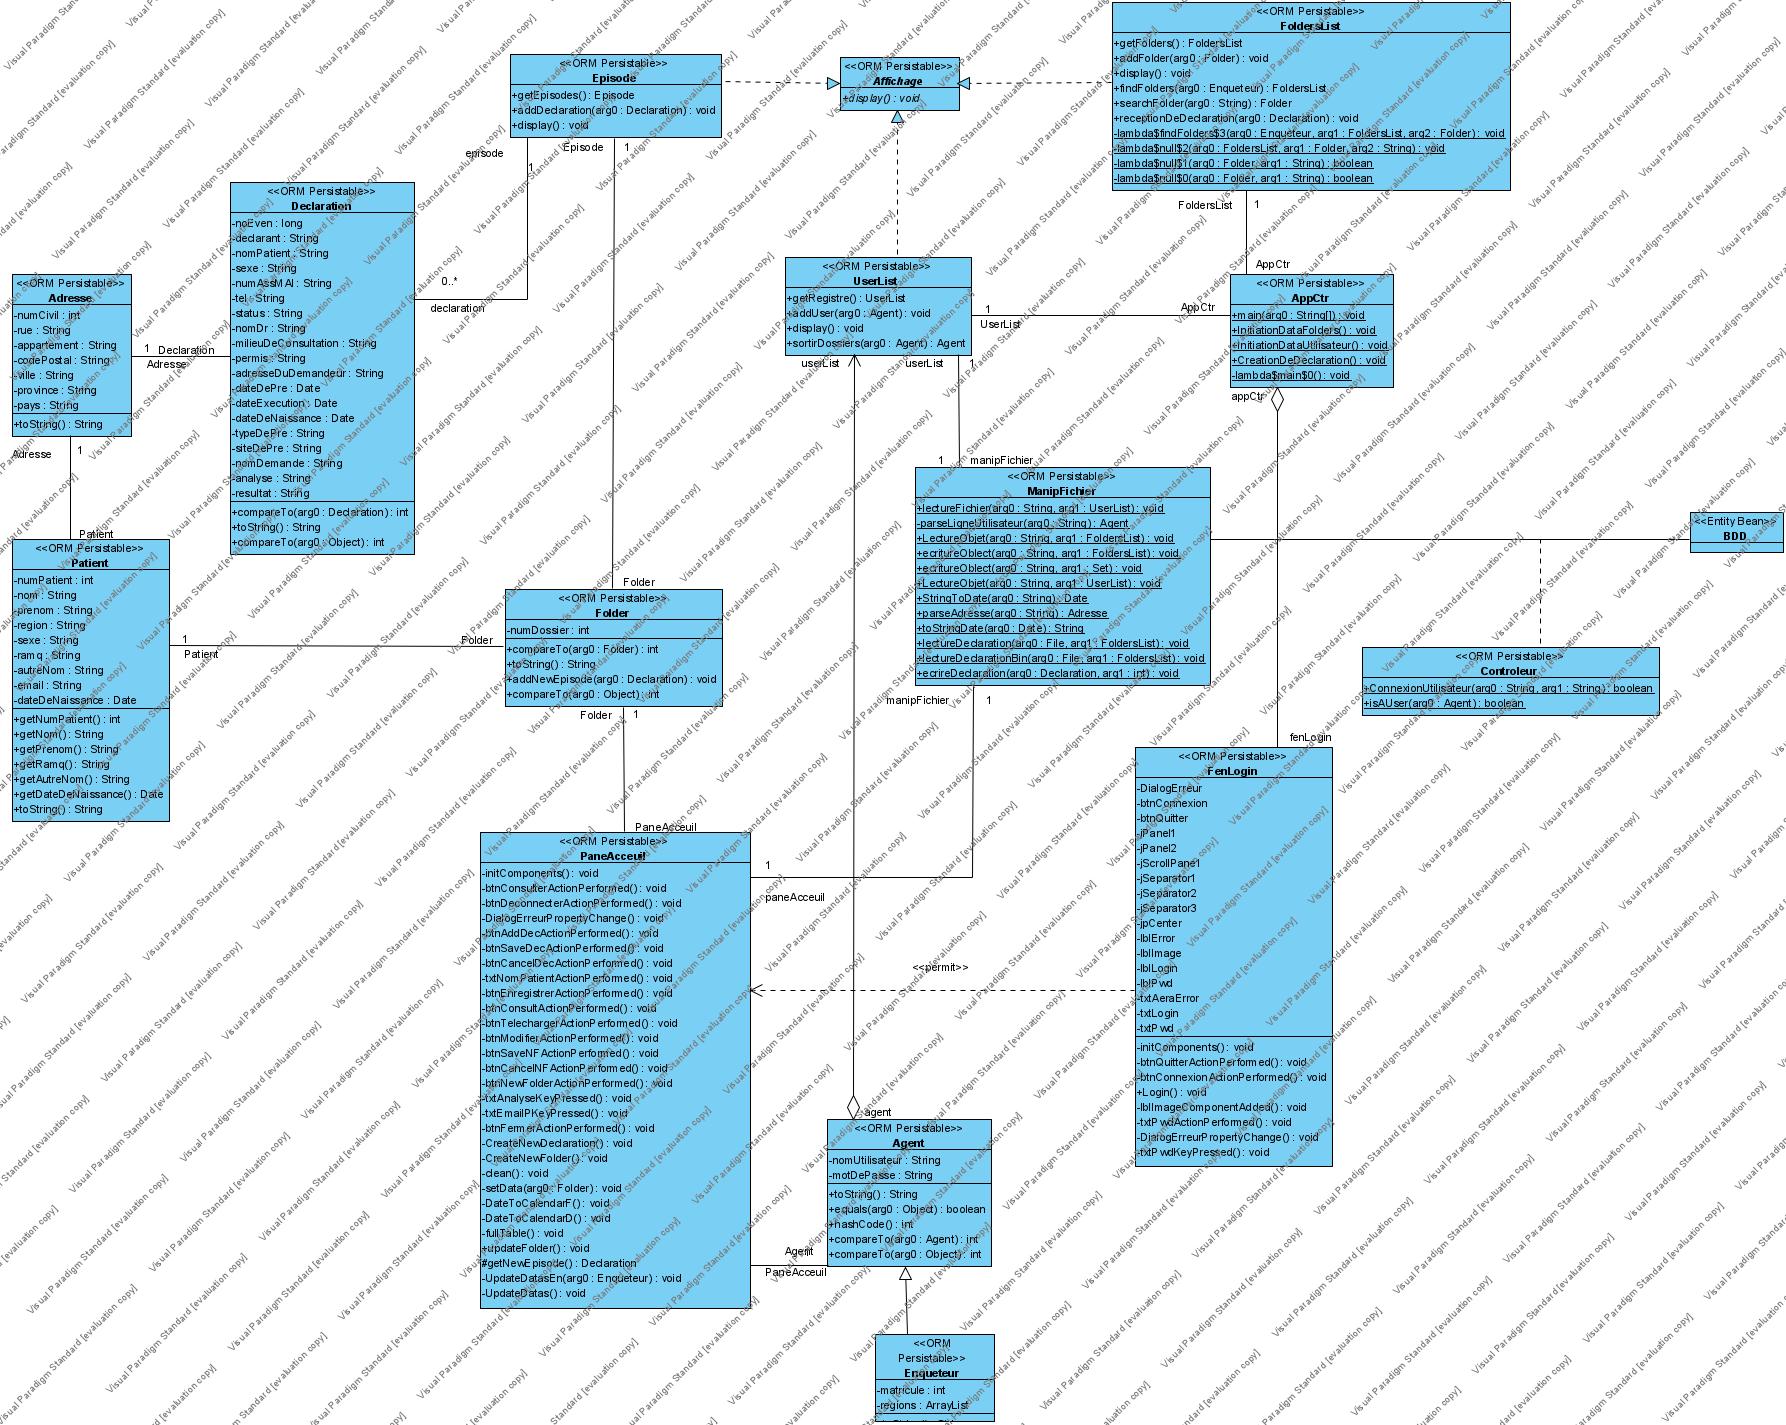 <<ORM Persistable>>
Episode
+getEpisodes() : Episode
+addDeclaration(arg0 : Declaration) : void
+display() : void
<<ORM Persistable>>
Affichage
+display() : void
<<ORM Persistable>>
FoldersList
+getFolders() : FoldersList
+addFolder(arg0 : Folder) : void
+display() : void
+findFolders(arg0 : Enqueteur) : FoldersList
+searchFolder(arg0 : String) : Folder
+receptionDeDeclaration(arg0 : Declaration) : void
-lambda$findFolders$3(arg0 : Enqueteur, arg1 : FoldersList, arg2 : Folder) : void
-lambda$null$2(arg0 : FoldersList, arg1 : Folder, arg2 : String) : void
-lambda$null$1(arg0 : Folder, arg1 : String) : boolean
-lambda$null$0(arg0 : Folder, arg1 : String) : boolean
episode
1
Episode
1
FoldersList
1
AppCtr
<<ORM Persistable>>
Declaration
-noEven : long
-declarant : String
-nomPatient : String
-sexe : String
-numAssMAl : String
-tel : String
-status : String
-nomDr : String
-milieuDeConsultation : String
-permis : String
-adresseDuDemandeur : String
-dateDePre : Date
-dateExecution : Date
-dateDeNaissance : Date
-typeDePre : String
-siteDePre : String
-nomDemande : String
-analyse : String
-resultat : String
+compareTo(arg0 : Declaration) : int
+toString() : String
+compareTo(arg0 : Object) : int
0..*
declaration
<<ORM Persistable>>
Adresse
-numCivil : int
-rue : String
-appartement : String
-codePostal : String
-ville : String
-province : String
-pays : String
+toString() : String
1
Declaration
Adresse
Adresse
1
Patient
<<ORM Persistable>>
UserList
+getRegistre() : UserList
+addUser(arg0 : Agent) : void
+display() : void
+sortirDossiers(arg0 : Agent) : Agent
1
UserList
AppCtr
userList
userList
1
<<ORM Persistable>>
AppCtr
+main(arg0 : String[]) : void
+InitiationDataFolders() : void
+InitiationDataUtilisateur() : void
+CreationDeDeclaration() : void
-lambda$main$0() : void
appCtr
1
manipFichier
<<ORM Persistable>>
ManipFichier
+lectureFichier(arg0 : String, arg1 : UserList) : void
-parseLigneUtilisateur(arg0 : String) : Agent
+LectureObjet(arg0 : String, arg1 : FoldersList) : void
+ecritureOblect(arg0 : String, arg1 : FoldersList) : void
+ecritureOblect(arg0 : String, arg1 : Set) : void
+LectureObjet(arg0 : String, arg1 : UserList) : void
+StringToDate(arg0 : String) : Date
+parseAdresse(arg0 : String) : Adresse
+toStringDate(arg0 : Date) : String
+lectureDeclaration(arg0 : File, arg1 : FoldersList) : void
+lectureDeclarationBin(arg0 : File, arg1 : FoldersList) : void
+ecrireDeclaration(arg0 : Declaration, arg1 : int) : void
manipFichier
1
<<Entity Bean>>
BDD
<<ORM Persistable>>
Controleur
+ConnexionUtilisateur(arg0 : String, arg1 : String) : boolean
+isAUser(arg0 : Agent) : boolean
<<ORM Persistable>>
Patient
-numPatient : int
-nom : String
-prenom : String
-region : String
-sexe : String
-ramq : String
-autreNom : String
-email : String
-dateDeNaissance : Date
+getNumPatient() : int
+getNom() : String
+getPrenom() : String
+getRamq() : String
+getAutreNom() : String
+getDateDeNaissance() : Date
+toString() : String
1
Patient
Folder
Folder
<<ORM Persistable>>
Folder
-numDossier : int
+compareTo(arg0 : Folder) : int
+toString() : String
+addNewEpisode(arg0 : Declaration) : void
+compareTo(arg0 : Object) : int
Folder
1
PaneAcceuil
<<ORM Persistable>>
PaneAcceuil
-initComponents() : void
-btnConsulterActionPerformed() : void
-btnDeconnecterActionPerformed() : void
-DialogErreurPropertyChange() : void
-btnAddDecActionPerformed() : void
-btnSaveDecActionPerformed() : void
-btnCancelDecActionPerformed() : void
-txtNomPatientActionPerformed() : void
-btnEnregistrerActionPerformed() : void
-btnConsultActionPerformed() : void
-btnTelechargerActionPerformed() : void
-btnModifierActionPerformed() : void
-btnSaveNFActionPerformed() : void
-btnCancelNFActionPerformed() : void
-btnNewFolderActionPerformed() : void
-txtAnalyseKeyPressed() : void
-txtEmailPKeyPressed() : void
-btnFermerActionPerformed() : void
-CreateNewDeclaration() : void
-CreateNewFolder() : void
-clean() : void
-setData(arg0 : Folder) : void
-DateToCalendarF() : void
-DateToCalendarD() : void
-fullTable() : void
+updateFolder() : void
#getNewEpisode() : Declaration
-UpdateDatasEn(arg0 : Enqueteur) : void
-UpdateDatas() : void
1
paneAcceuil
<<permit>>
fenLogin
<<ORM Persistable>>
FenLogin
-DialogErreur
-btnConnexion
-btnQuitter
-jPanel1
-jPanel2
-jScrollPane1
-jSeparator1
-jSeparator2
-jSeparator3
-jpCenter
-lblError
-lblImage
-lblLogin
-lblPwd
-txtAeraError
-txtLogin
-txtPwd
-initComponents() : void
-btnQuitterActionPerformed() : void
-btnConnexionActionPerformed() : void
+Login() : void
-lblImageComponentAdded() : void
-txtPwdActionPerformed() : void
-DialogErreurPropertyChange() : void
-txtPwdKeyPressed() : void
agent
<<ORM Persistable>>
Agent
-nomUtilisateur : String
-motDePasse : String
+toString() : String
+equals(arg0 : Object) : boolean
+hashCode() : int
+compareTo(arg0 : Agent) : int
+compareTo(arg0 : Object) : int
Agent
PaneAcceuil
<<ORM
Persistable>>
Enqueteur
-matricule : int
-regions : ArrayList
Visual Paradigm Standard [evaluation copy]